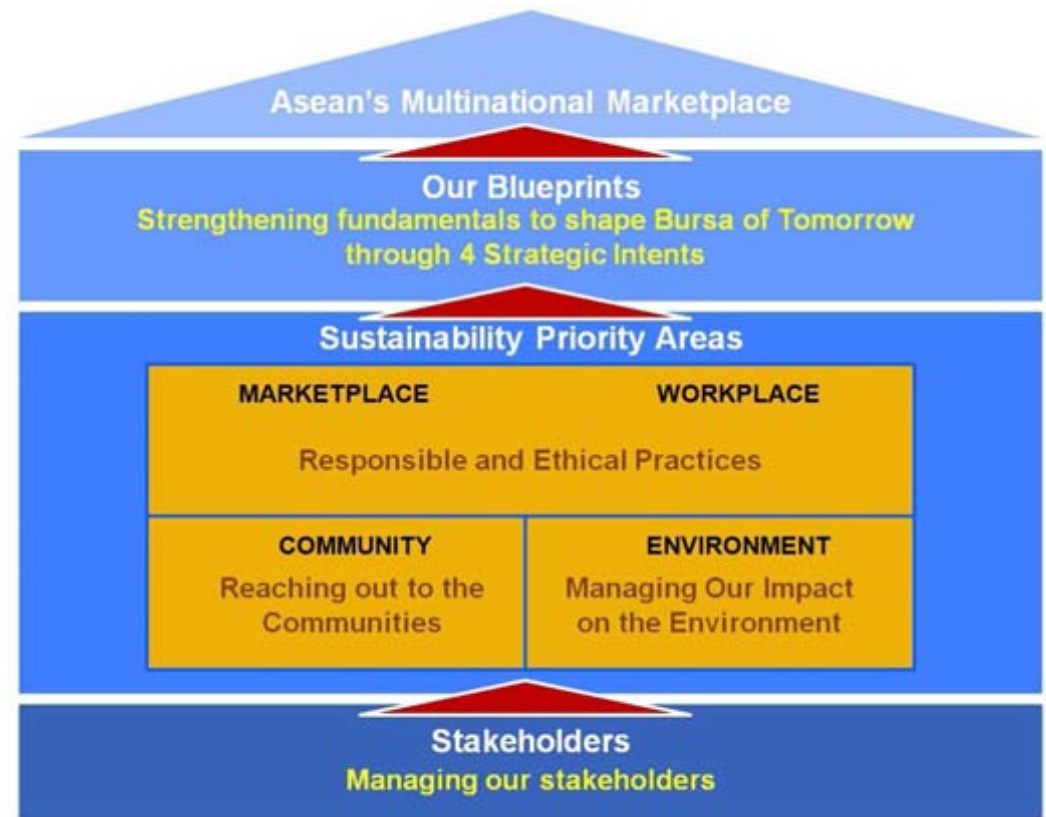 Asean's Multinational Marketplace
Our Blueprints
Strengthening fundamentals to shape Bursa of Tomorrow
through 4 Strategic Intents
Sustainability Priority Areas
MARKETPLACE
WORKPLACE
Responsible and Ethical Practices
COMMUNITY
Reaching out to the
Communities
ENVIRONMENT
Managing Our Impact
on the Environment
Stakeholders
Managing our stakeholders